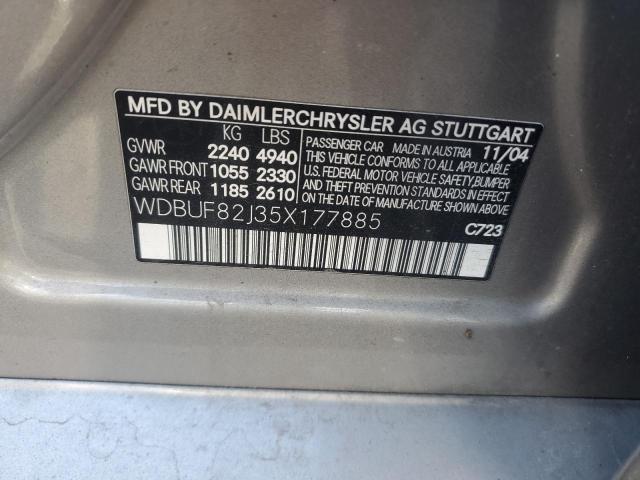 MFD BY DAIMLERCHRYSLER AG STUTTGART
KG LBS
GVWR 2240 4940
GAWR FRONT 1055 2330
GAWR REAR 1185 2610
PASSENGER CAR MADE IN AUSTRIA 11/04
THIS VEHICLE CONFORMS TO ALL APPLICABLE
U.S. FEDERAL MOTOR VEHICLE SAFETY,BUMPER
AND THEFT PREVENTION STANDARDS IN EFFECT
ON THE DATE OF MANUFACTURE SHOWN ABOVE.
WDBUF82J35X177885
C723